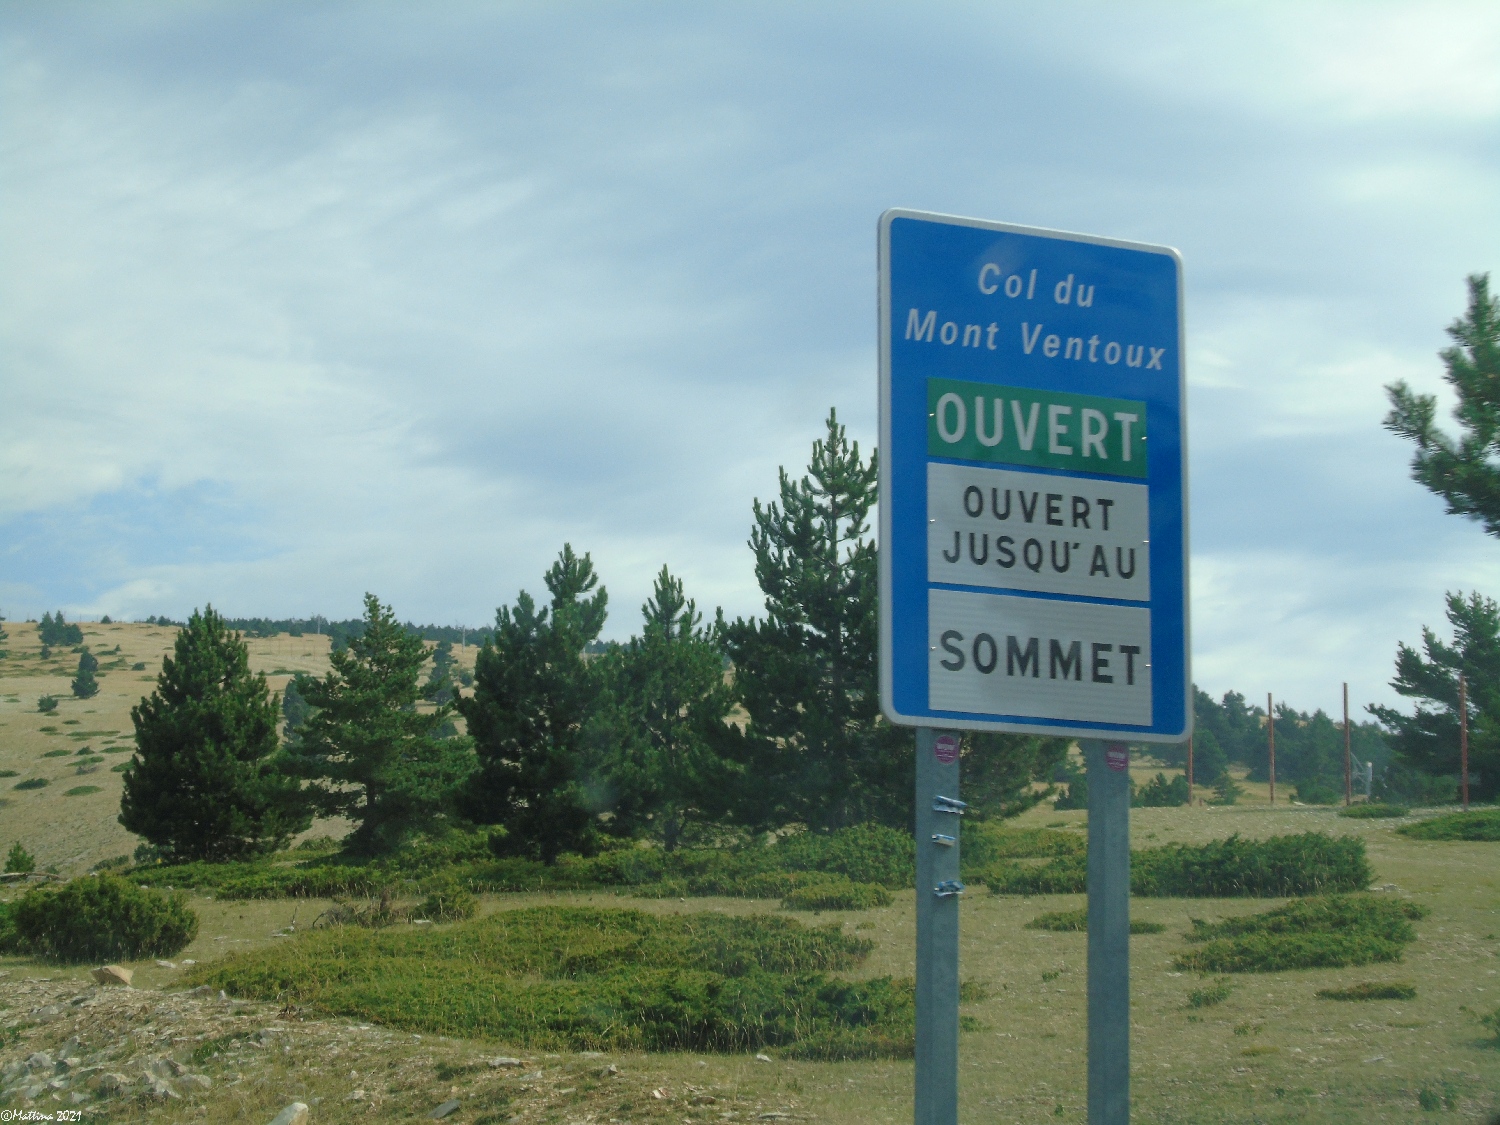 Col du
Mont Ventoux
OUVERT
OUVERT
JUSQU'AU
SOMMET
©Mattina 2021